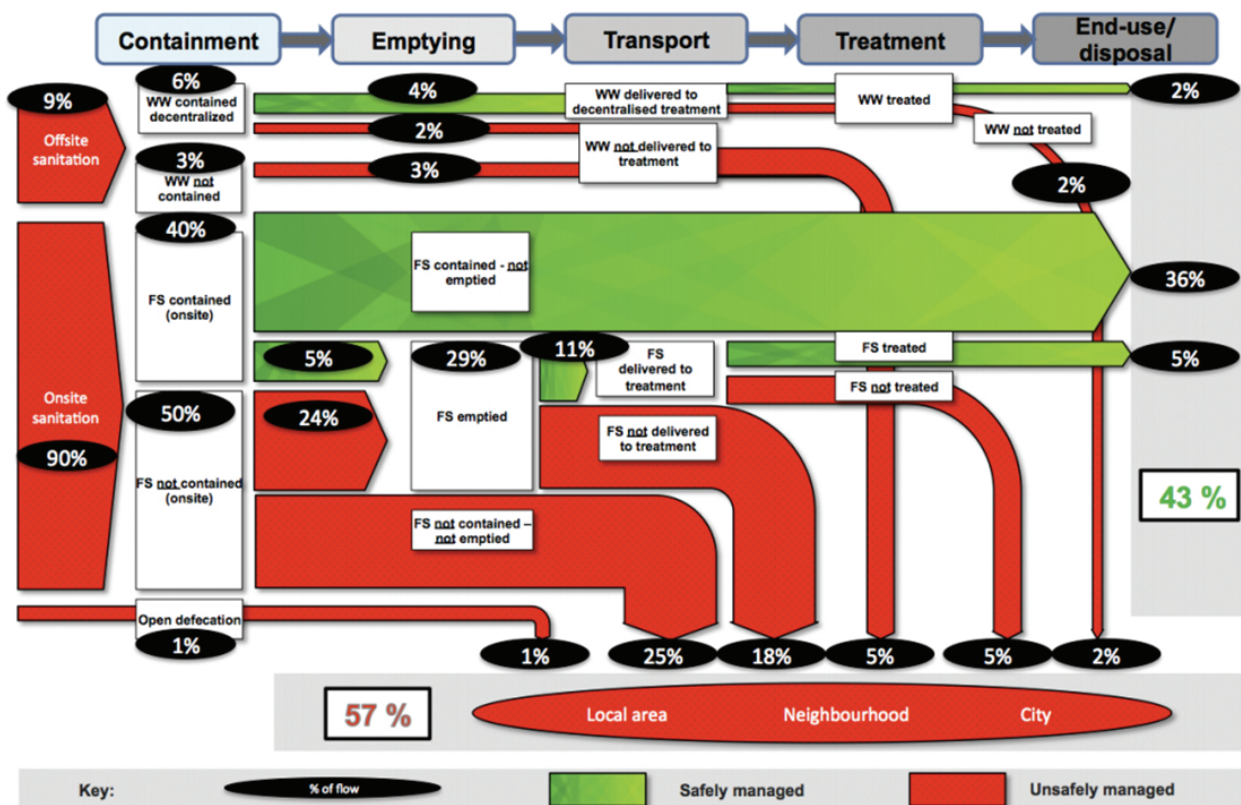 Containment
Emptying
Transport
Treatment
End-use/
disposal
9%
Offsite
sanitation
6%
WW contained
decentralized
4%
WW delivered to
decentralised treatment
WW treated
2%
2%
WW not delivered to
treatment
WW not treated
3%
WW not
contained
3%
2%
40%
FS contained
(onsite)
FS contained - not
emptied
36%
5%
29%
FS emptied
11%
FS
delivered to
treatment
FS treated
5%
FS not treated
Onsite
sanitation
90%
50%
FS not contained
(onsite)
24%
FS not delivered
to treatment
43 %
FS not contained –
not emptied
Open defecation
1%
1%
25%
18%
5%
5%
2%
57 %
Local area
Neighbourhood
City
Key:
% of flow
Safely managed
Unsafely managed